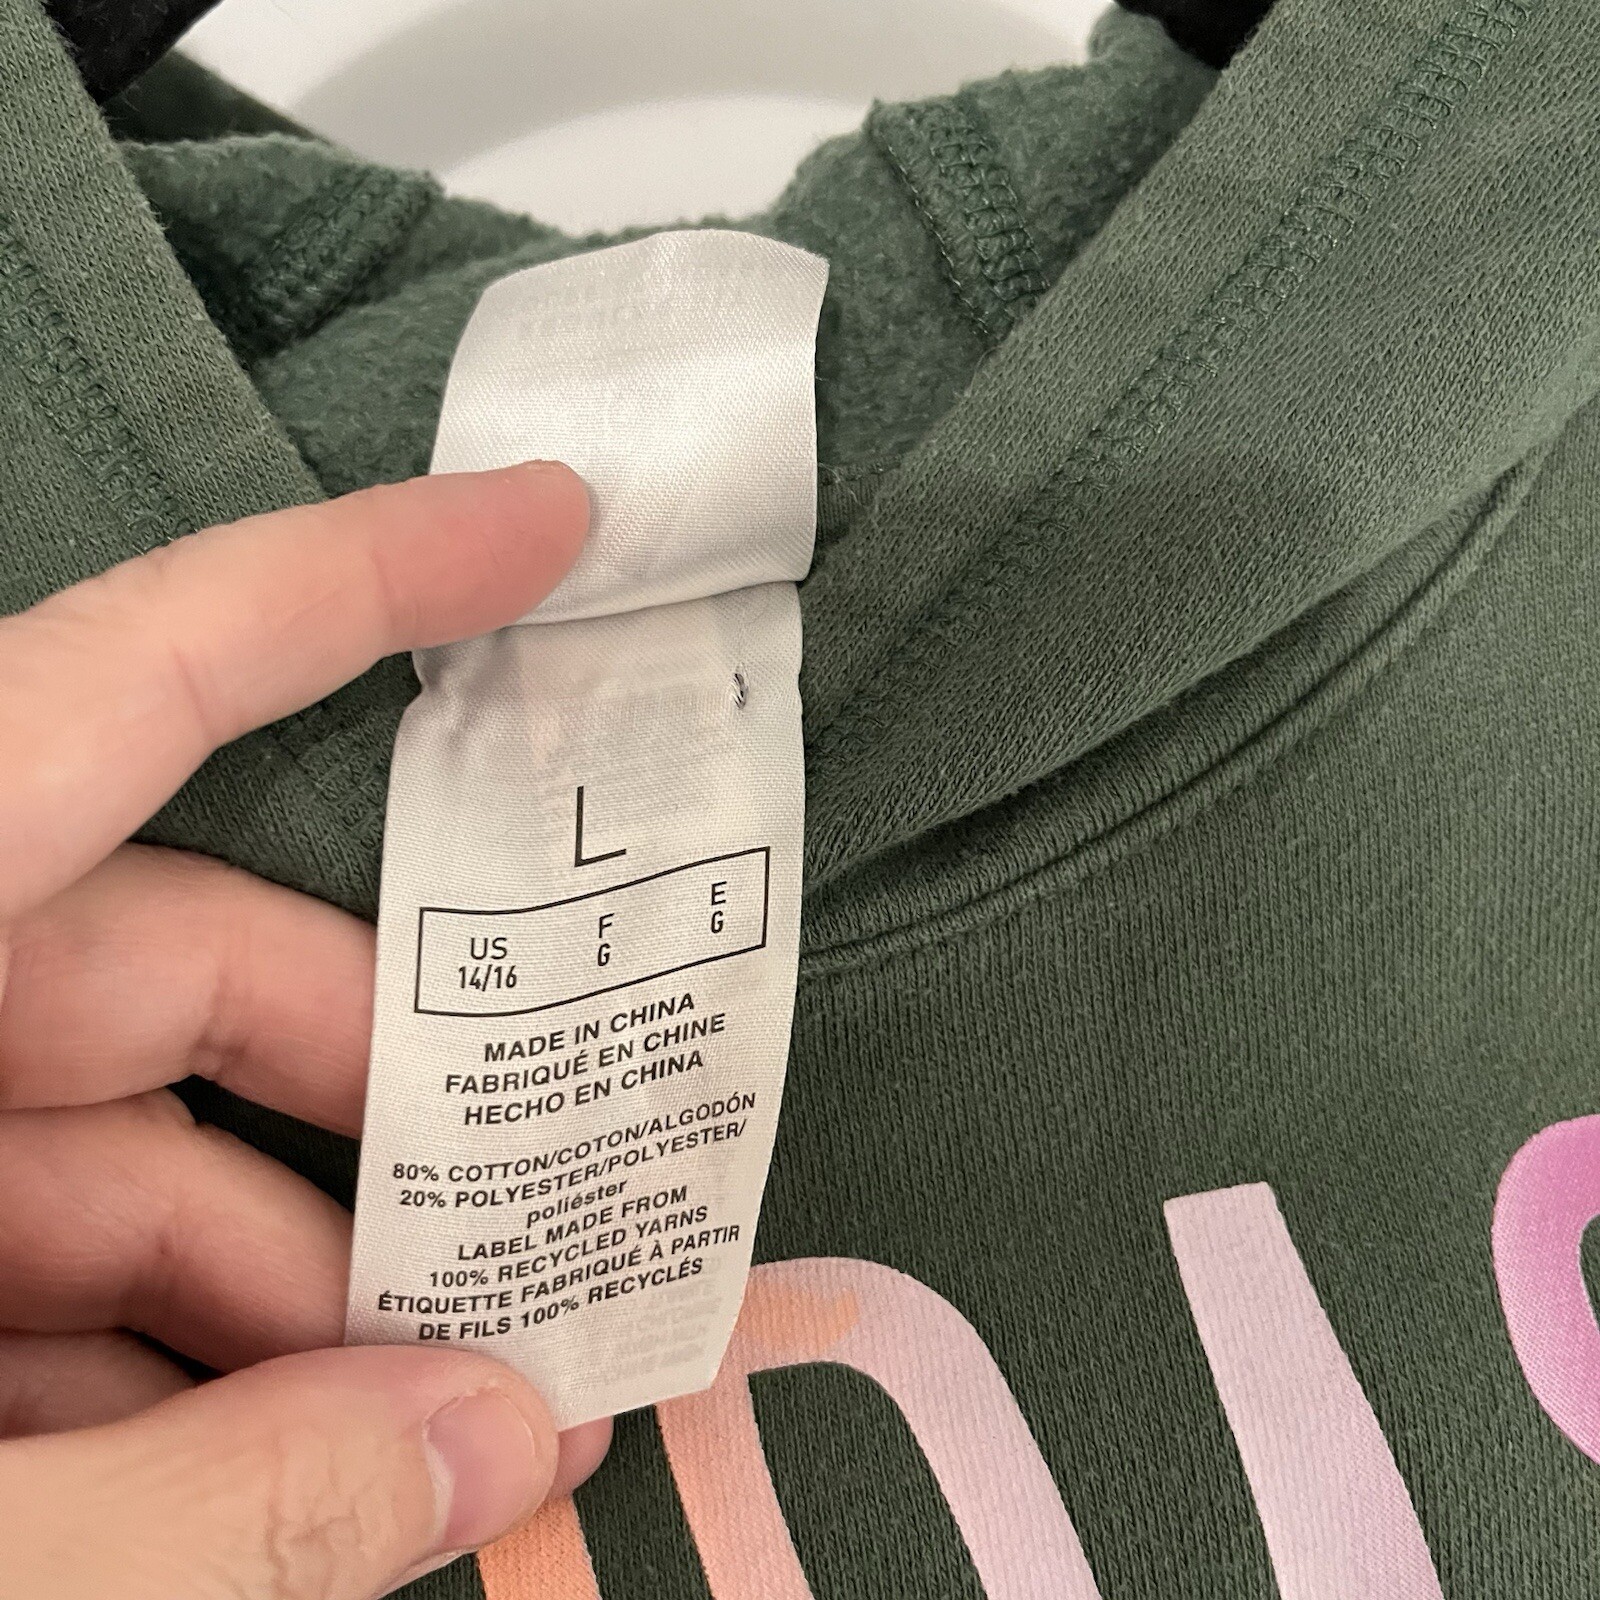 L
US F E
14/16 G G
MADE IN CHINA
FABRIQUÉ EN CHINE
HECHO EN CHINA
80% COTTON/COTON/ALGODÓN
20% POLYESTER/POLYESTER/
poliéster
LABEL MADE FROM
100% RECYCLED YARNS
ÉTIQUETTE FABRIQUÉ À PARTIR
DE FILS 100% RECYCLÉS